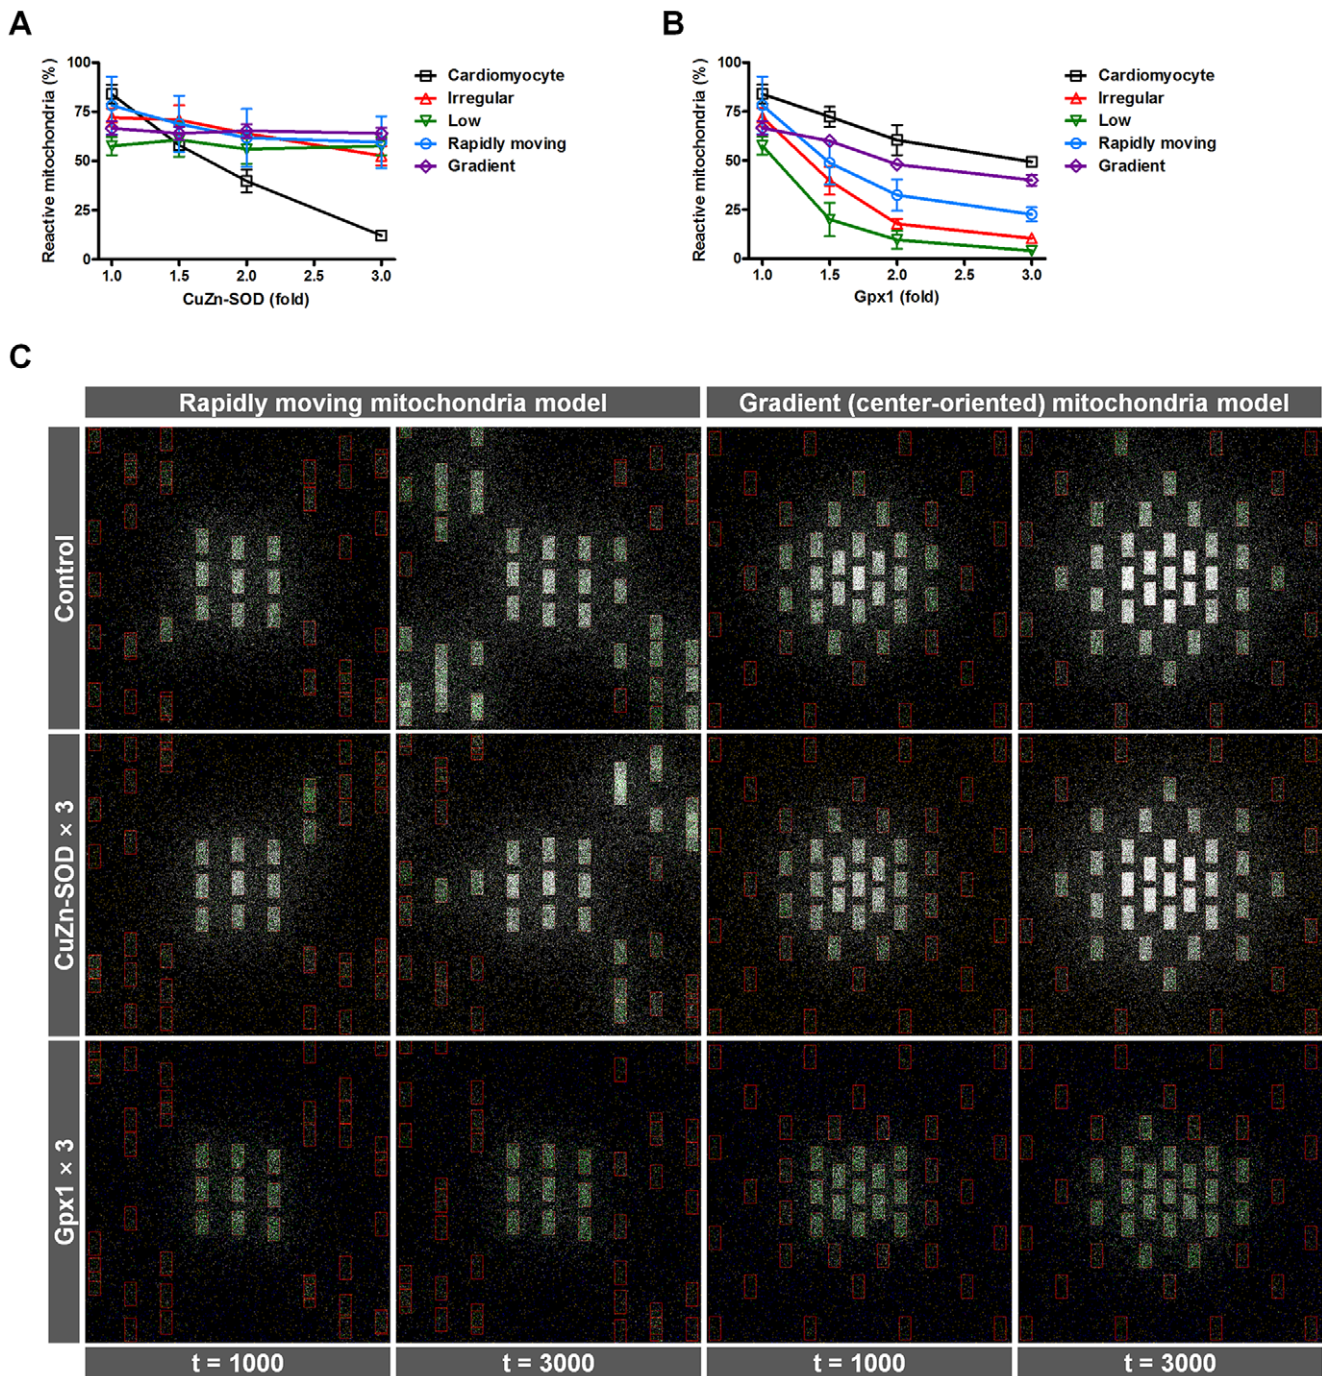 A
Reactive mitochondria (%)
100
75
50
25
0
1.0 1.5 2.0 2.5 3.0
CuZn-SOD (fold)
Cardiomyocyte
Irregular
Low
Rapidly moving
Gradient
B
Reactive mitochondria (%)
100
75
50
25
0
1.0 1.5 2.0 2.5 3.0
Gpx1 (fold)
Cardiomyocyte
Irregular
Low
Rapidly moving
Gradient
C
Rapidly moving mitochondria model
Gradient (center-oriented) mitochondria model
Control
CuZn-SOD × 3
Gpx1 × 3
t = 1000
t = 3000
t = 1000
t = 3000